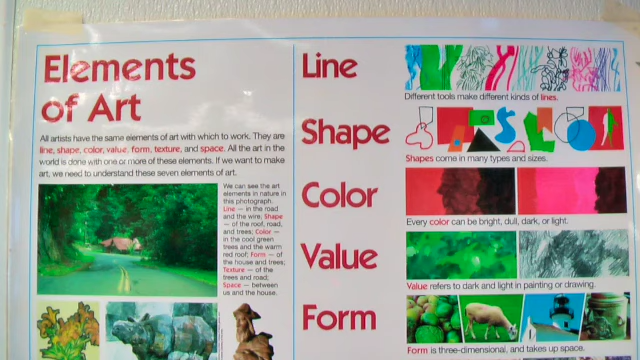 Elements
of Art
All artists have the same elements of art with which to work. They are
line, shape, color, value, form, texture, and space. All the art in the
world is done with one or more of these elements. If we want to make
art, we need to understand these seven elements of art.
We can see the art
elements in nature in
this photograph.
Line — in the road
and the wire; Shape
— of the roof, road,
and trees; Color —
in the cool green
trees and the warm
red roof; Form — of
the house and trees;
Texture — of the
trees and road;
Space — between
us and the house.
Line
Different tools make different kinds of lines.
Shape
Shapes come in many types and sizes.
Color
Every color can be bright, dull, dark, or light.
Value
Value refers to dark and light in painting or drawing.
Form
Form is three-dimensional, and takes up space.